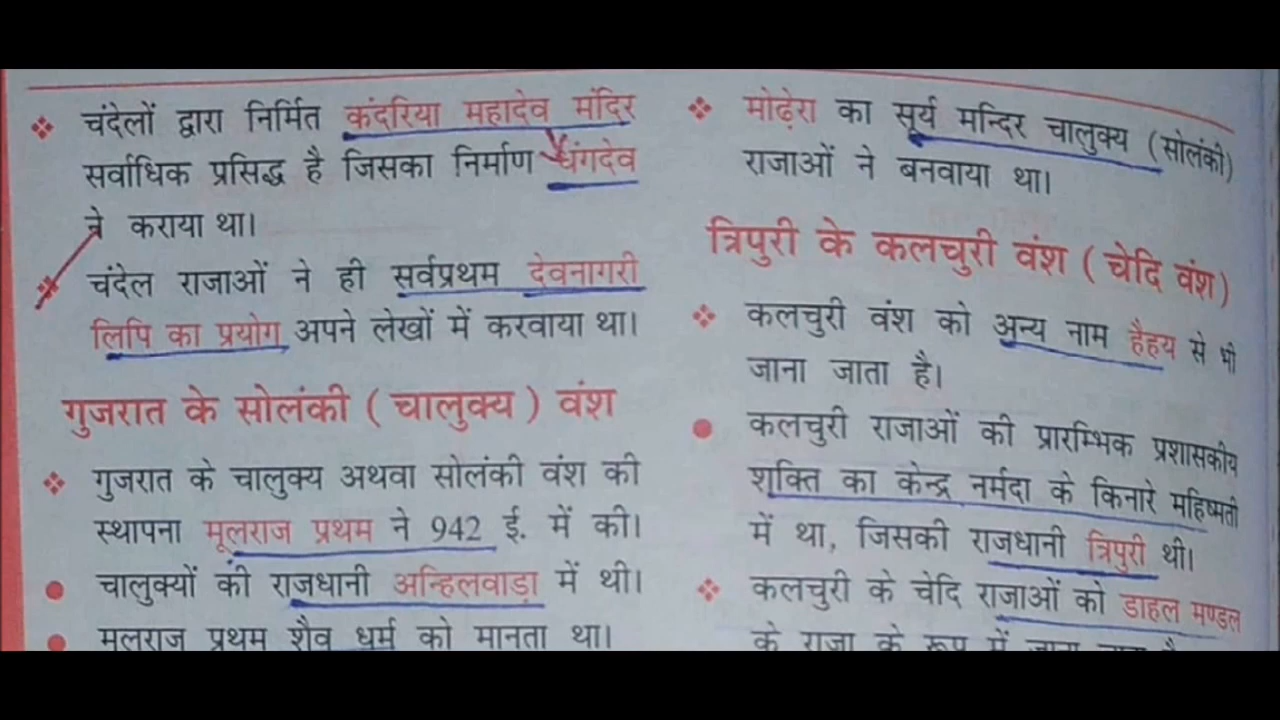 चंदेलों द्वारा निर्मित कंदरिया महादेव मंदिर
सर्वाधिक प्रसिद्ध है जिसका निर्माण धंगदेव
ने कराया था।
चंदेल राजाओं ने ही सर्वप्रथम देवनागरी
लिपि का प्रयोग अपने लेखों में करवाया था।
गुजरात के सोलंकी ( चालुक्य ) वंश
गुजरात के चालुक्य अथवा सोलंकी वंश की
स्थापना मूलराज प्रथम ने 942 ई. में की।
चालुक्यों की राजधानी अन्हिलवाड़ा में थी।
मूलराज प्रथम शैव धर्म को मानता था।
मोढ़ेरा का सूर्य मन्दिर चालुक्य (सोलंकी)
राजाओं ने बनवाया था।
त्रिपुरी के कलचुरी वंश ( चेदि वंश )
कलचुरी वंश को अन्य नाम हैहय से भी
जाना जाता है।
कलचुरी राजाओं की प्रारम्भिक प्रशासकीय
शक्ति का केन्द्र नर्मदा के किनारे महिष्मती
में था, जिसकी राजधानी त्रिपुरी थी।
कलचुरी के चेदि राजाओं को डाहल मण्डल
के राजा के रूप में जाना